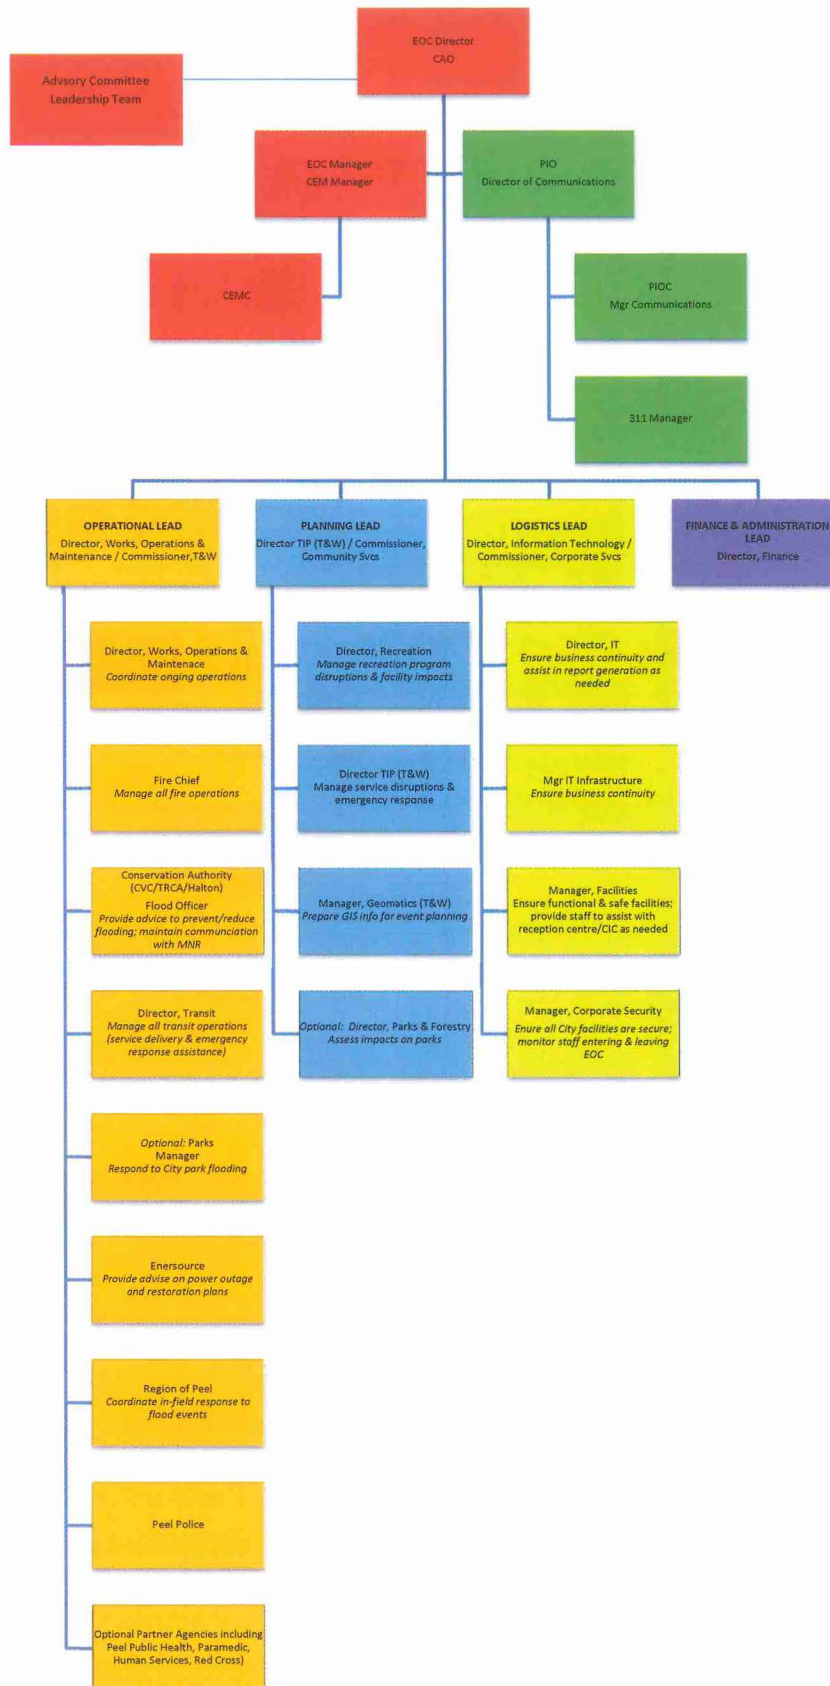 EOC Director
CAO
Advsory Committee
Leadership Team
EOC Manager
CEM Manager
PIO
Director of Communications
CEMC
PIOC
Mgr Communications
311 Manager
OPERATIONAL LEAD
Director, Works, Operations &
Maintenance / Commissioner,T&W
PLANNING LEAD
Director TIP (T&W) / Commissioner,
Community Svcs
LOGISTICS LEAD
Director, Information Technology /
Commissioner, Corporate Svcs
FINANCE & ADMINISTRATION
LEAD
Director, Finance
Director, Works, Operations &
Maintenace
Coordinate onging operations
Director, Recreation
Manage recreation program
disruptions & facility impacts
Director, IT
Ensure business continuity and
assist in report generation as
needed
Fire Chief
Manage all fire operations
Director TIP (T&W)
Manage service disruptions &
emergency response
Mgr IT Infrastructure
Ensure business continuity
Conservation Authority
(CVC/TRCA/Halton)
Flood Officer
Provide advice to prevent/reduce
flooding; maintain communciation
with MNR
Manager, Geomatics (T&W)
Prepare GIS info for event planning
Manager, Facilities
Ensure functional & safe facilities;
provide staff to assist with
reception centre/CIC as needed
Director, Transit
Manage all transit operations
(service delivery & emergency
response assistance)
Optional: Director, Parks & Forestry
Assess impacts on parks
Manager, Corporate Security
Enure all City facilities are secure;
monitor staff entering & leaving
EOC
Optional: Parks
Manager
Respond to City park flooding
Enersource
Provide advise on power outage
and restoration plans
Region of Peel
Coordinate in-field response to
flood events
Peel Police
Optional Partner Agencies including
Peel Public Health, Paramedic,
Human Services, Red Cross)